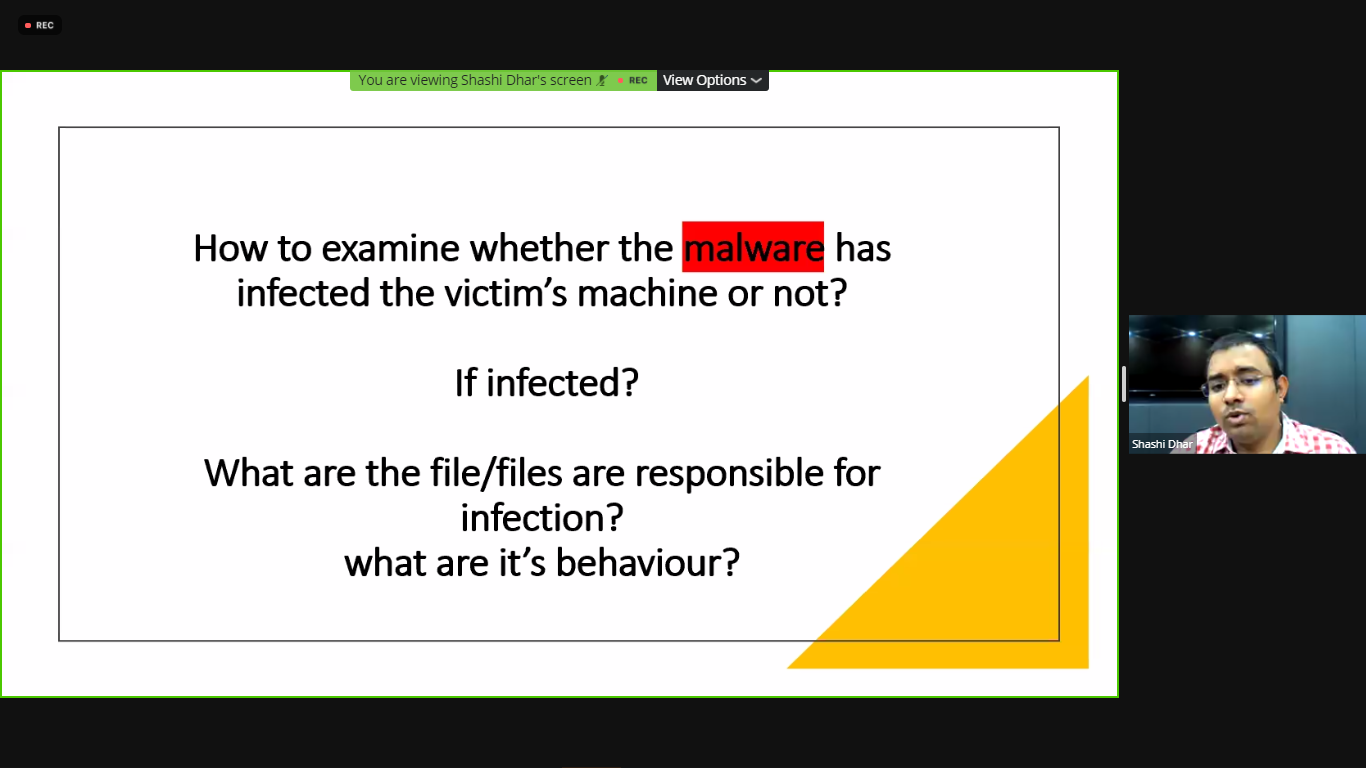 REC
You are viewing Shashi Dhar's screen REC View Options
How to examine whether the malware has
infected the victim’s machine or not?
If infected?
What are the file/files are responsible for
infection?
what are it’s behaviour?
Shashi Dhar